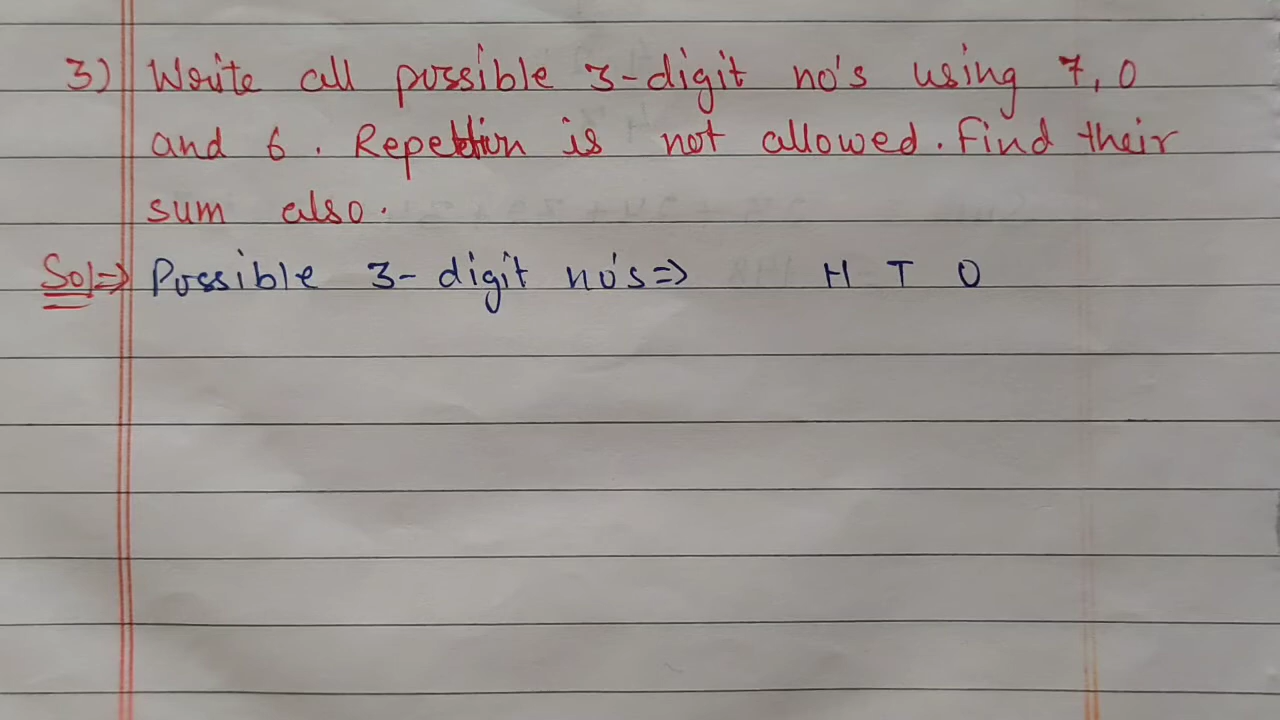 3) Write all possible 3-digit no's using 7, 0
and 6. Repetition is not allowed. Find their
sum also.
Sol⇒ Possible 3-digit no's⇒ H T O